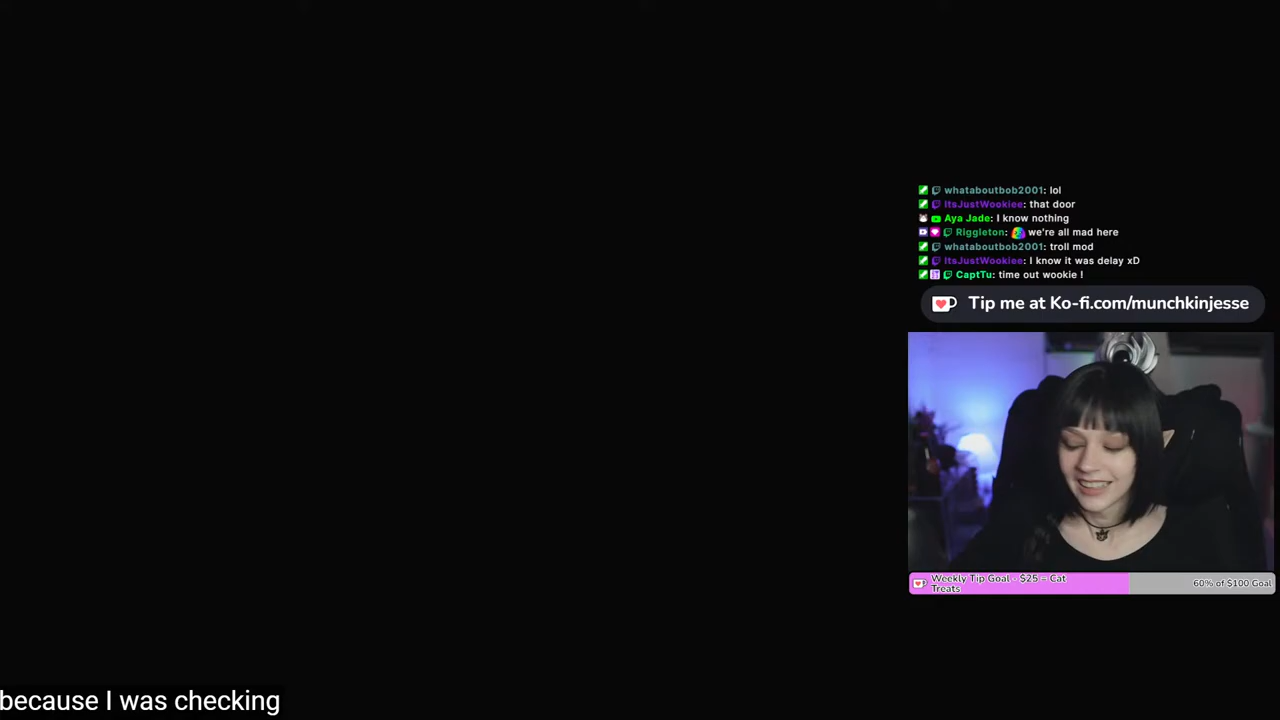 whataboutbob2001: lol
ItsJustWookiee: that door
Aya Jade: I know nothing
Riggleton: we're all mad here
whataboutbob2001: troll mod
ItsJustWookiee: I know it was delay xD
CaptTu: time out wookie !
Tip me at Ko-fi.com/munchkinjesse
Weekly Tip Goal - $25 = Cat
Treats
60% of $100 Goal
because I was checking